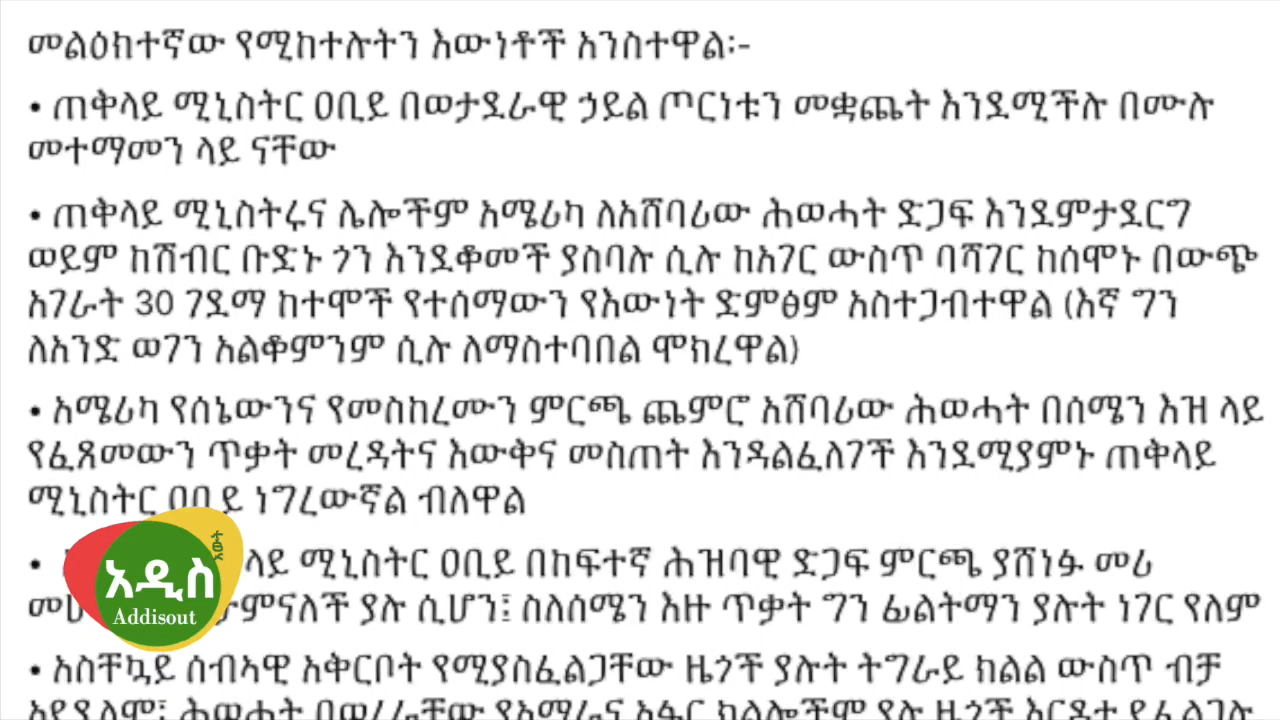 መልዕክተኛው የሚከተሉትን እውነቶች አንስተዋል፡-
• ጠቅላይ ሚኒስትር ዐቢይ በወታደራዊ ኃይል ጦርነቱን መቋጨት እንደሚችሉ በሙሉ
መተማመን ላይ ናቸው
• ጠቅላይ ሚኒስትሩና ሌሎችም አሜሪካ ለአሸባሪው ሕወሓት ድጋፍ እንደምታደርግ
ወይም ከሽብር ቡድኑ ጎን እንደቆመች ያስባሉ ሲሉ ከአገር ውስጥ ባሻገር ከሰሞኑ በውጭ
አገራት 30 ገደማ ከተሞች የተሰማውን የእውነት ድምፅም አስተጋብተዋል (እኛ ግን
ለአንድ ወገን አልቆምንም ሲሉ ለማስተባበል ሞክረዋል)
• አሜሪካ የሰኔውንና የመስከረሙን ምርጫ ጨምሮ አሸባሪው ሕወሓት በሰሜን እዝ ላይ
የፈጸመውን ጥቃት መረዳትና እውቅና መስጠት እንዳልፈለገች እንደሚያምኑ ጠቅላይ
ሚኒስትር ዐቢይ ነግረውኛል ብለዋል
• ላይ ሚኒስትር ዐቢይ በከፍተኛ ሕዝባዊ ድጋፍ ምርጫ ያሸነፉ መሪ
ታምናለች ያሉ ሲሆን፤ ስለሰሜን እዙ ጥቃት ግን ፊልትማን ያሉት ነገር የለም
• አስቸኳይ ሰብኣዊ አቅርቦት የሚያስፈልጋቸው ዜጎች ያሉት ትግራይ ክልል ውስጥ ብቻ
ተፅዕኖ
አዲስ
Addisout